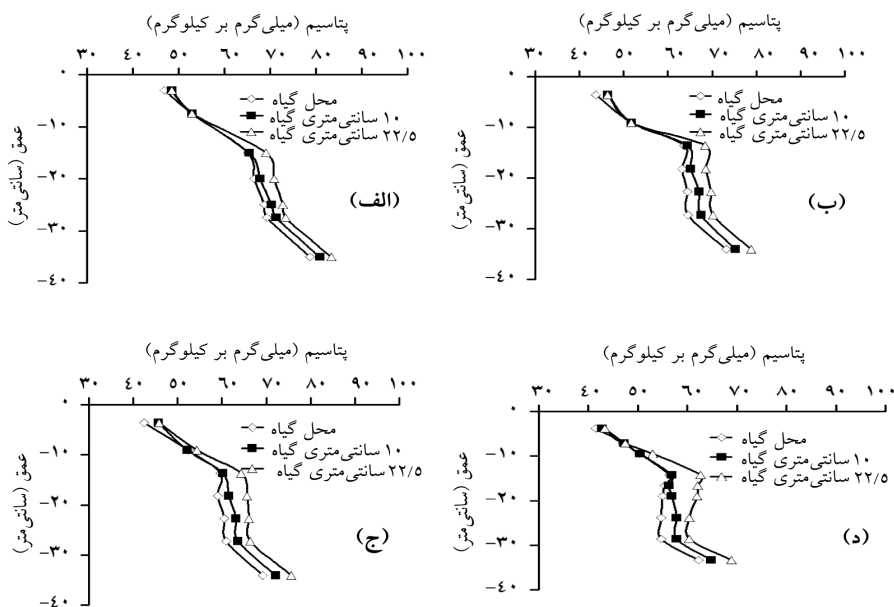 پتاسیم (میلی‌گرم بر کیلوگرم)
۳۰ ۴۰ ۵۰ ۶۰ ۷۰ ۸۰ ۹۰ ۱۰۰
۰
−۱۰
−۲۰
−۳۰
−۴۰
عمق (سانتی‌متر)
محل گیاه
۱۰ سانتی‌متری گیاه
۲۲/۵ سانتی‌متری گیاه
(الف)
پتاسیم (میلی‌گرم بر کیلوگرم)
۳۰ ۴۰ ۵۰ ۶۰ ۷۰ ۸۰ ۹۰ ۱۰۰
۰
−۱۰
−۲۰
−۳۰
−۴۰
عمق (سانتی‌متر)
محل گیاه
۱۰ سانتی‌متری گیاه
۲۲/۵ سانتی‌متری گیاه
(ب)
پتاسیم (میلی‌گرم بر کیلوگرم)
۳۰ ۴۰ ۵۰ ۶۰ ۷۰ ۸۰ ۹۰ ۱۰۰
۰
−۱۰
−۲۰
−۳۰
−۴۰
عمق (سانتی‌متر)
محل گیاه
۱۰ سانتی‌متری گیاه
۲۲/۵ سانتی‌متری گیاه
(ج)
پتاسیم (میلی‌گرم بر کیلوگرم)
۳۰ ۴۰ ۵۰ ۶۰ ۷۰ ۸۰ ۹۰ ۱۰۰
۰
−۱۰
−۲۰
−۳۰
−۴۰
عمق (سانتی‌متر)
محل گیاه
۱۰ سانتی‌متری گیاه
۲۲/۵ سانتی‌متری گیاه
(د)